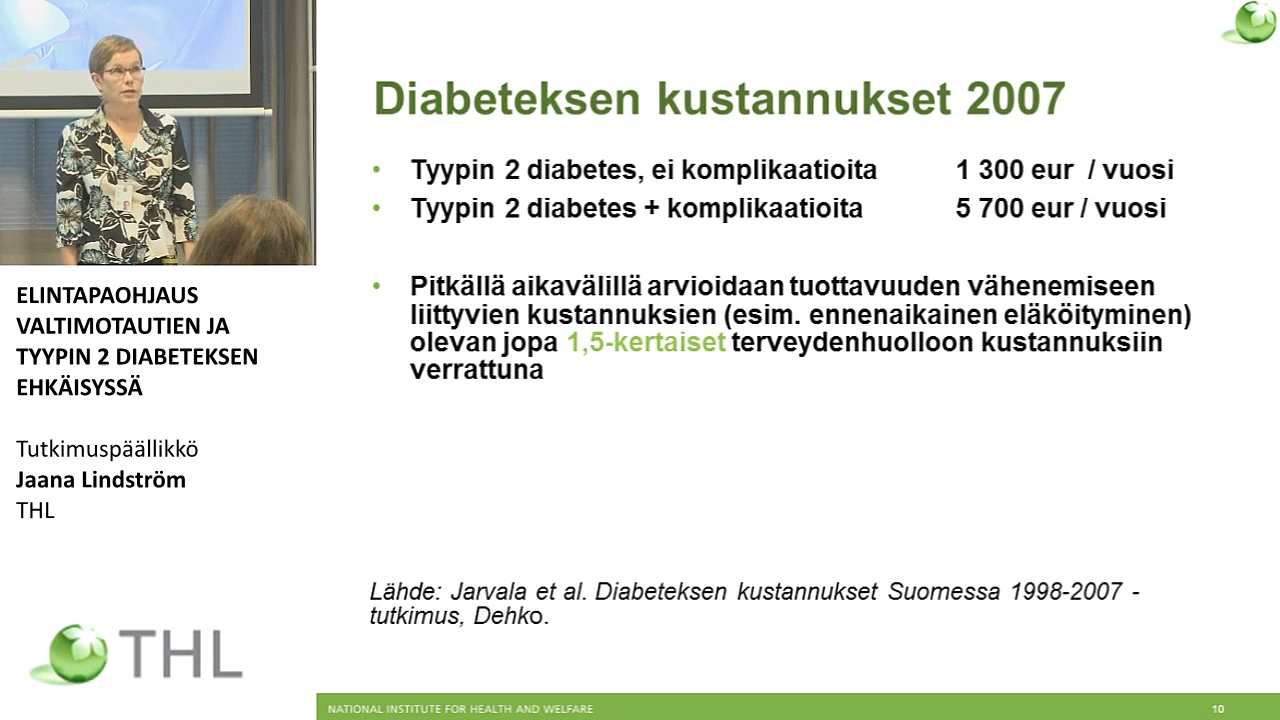 Diabeteksen kustannukset 2007
• Tyypin 2 diabetes, ei komplikaatioita 1 300 eur / vuosi
• Tyypin 2 diabetes + komplikaatioita 5 700 eur / vuosi
• Pitkällä aikavälillä arvioidaan tuottavuuden vähenemiseen
liittyvien kustannuksien (esim. ennenaikainen eläköityminen)
olevan jopa 1,5-kertaiset terveydenhuolloon kustannuksiin
verrattuna
Lähde: Jarvala et al. Diabeteksen kustannukset Suomessa 1998-2007 -
tutkimus, Dehko.
NATIONAL INSTITUTE FOR HEALTH AND WELFARE 10
ELINTAPAOHJAUS
VALTIMOTAUTIEN JA
TYYPIN 2 DIABETEKSEN
EHKÄISYSSÄ
Tutkimuspäällikkö
Jaana Lindström
THL
THL